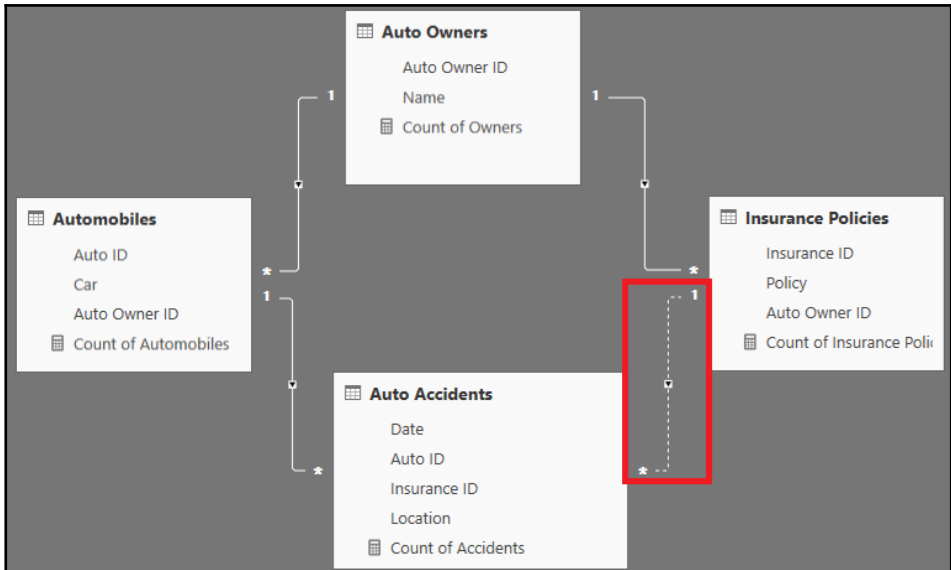 Auto Owners
Auto Owner ID
Name
Count of Owners
1
1
Automobiles
Auto ID
Car
Auto Owner ID
Count of Automobiles
*
1
Insurance Policies
Insurance ID
Policy
Auto Owner ID
Count of Insurance Polic
*
1
Auto Accidents
Date
Auto ID
Insurance ID
Location
Count of Accidents
*
*